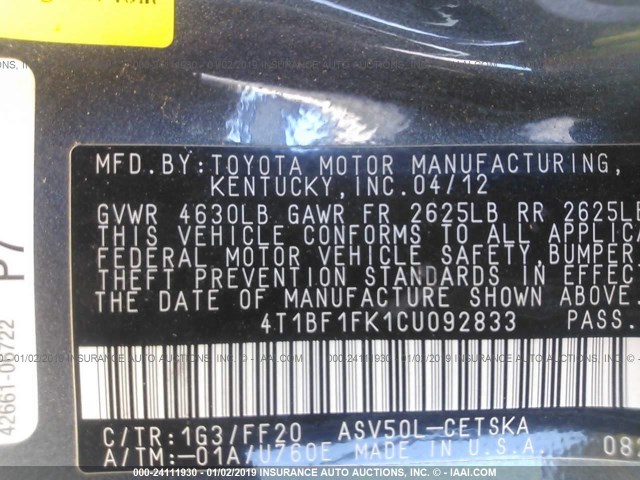 MFD.BY:TOYOTA MOTOR MANUFACTURING,
KENTUCKY,INC.04/12
GVWR 4630LB GAWR FR 2625LB RR 2625LB
THIS VEHICLE CONFORMS TO ALL APPLICA
FEDERAL MOTOR VEHICLE SAFETY,BUMPER
THEFT PREVENTION STANDARDS IN EFFECT
THE DATE OF MANUFACTURE SHOWN ABOVE.
4T1BF1FK1CU092833 PASS.
C/TR:1G3/FF20 ASV50L-CETSKA
A/TM:-01A/U760E MADE IN U.S.A.
P7
000-24111930 - 01/02/2019 INSURANCE AUTO AUCTIONS, INC. - © IAAI.COM